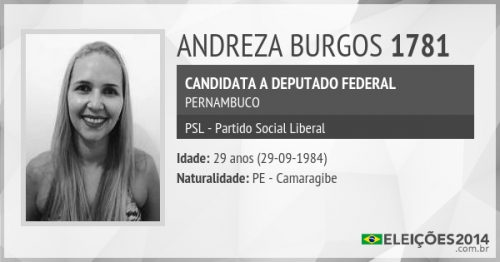 ANDREZA BURGOS 1781
CANDIDATA A DEPUTADO FEDERAL
PERNAMBUCO
PSL - Partido Social Liberal
Idade: 29 anos (29-09-1984)
Naturalidade: PE - Camaragibe
ELEIÇÕES2014
.com.br